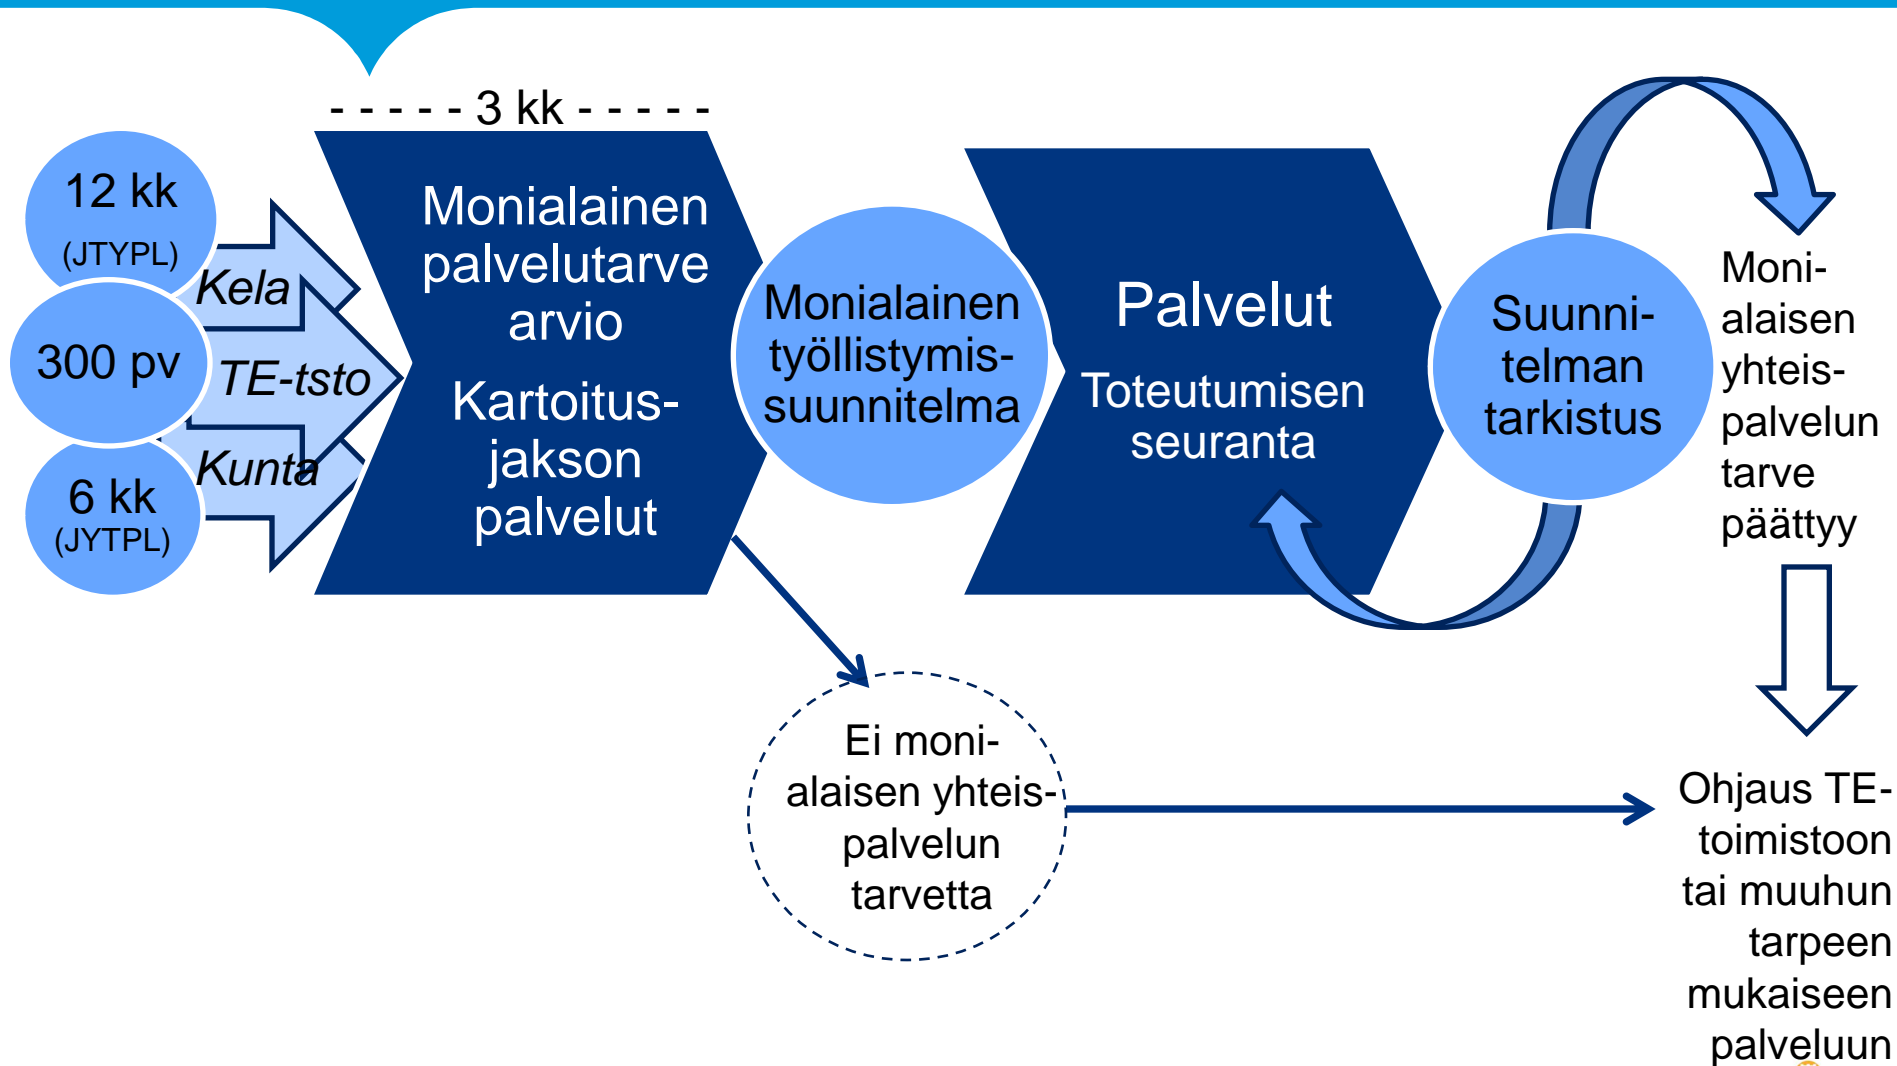 - - - - - 3 kk - - - - -
12 kk
(JTYPL)
300 pv
6 kk
(JYTPL)
Kela
TE-tsto
Kunta
Monialainen
palvelutarve
arvio
Kartoitus-
jakson
palvelut
Monialainen
työllistymis-
suunnitelma
Palvelut
Toteutumisen
seuranta
Suunni-
telman
tarkistus
Moni-
alaisen
yhteis-
palvelun
tarve
päättyy
Ei moni-
alaisen yhteis-
palvelun
tarvetta
Ohjaus TE-
toimistoon
tai muuhun
tarpeen
mukaiseen
palveluun